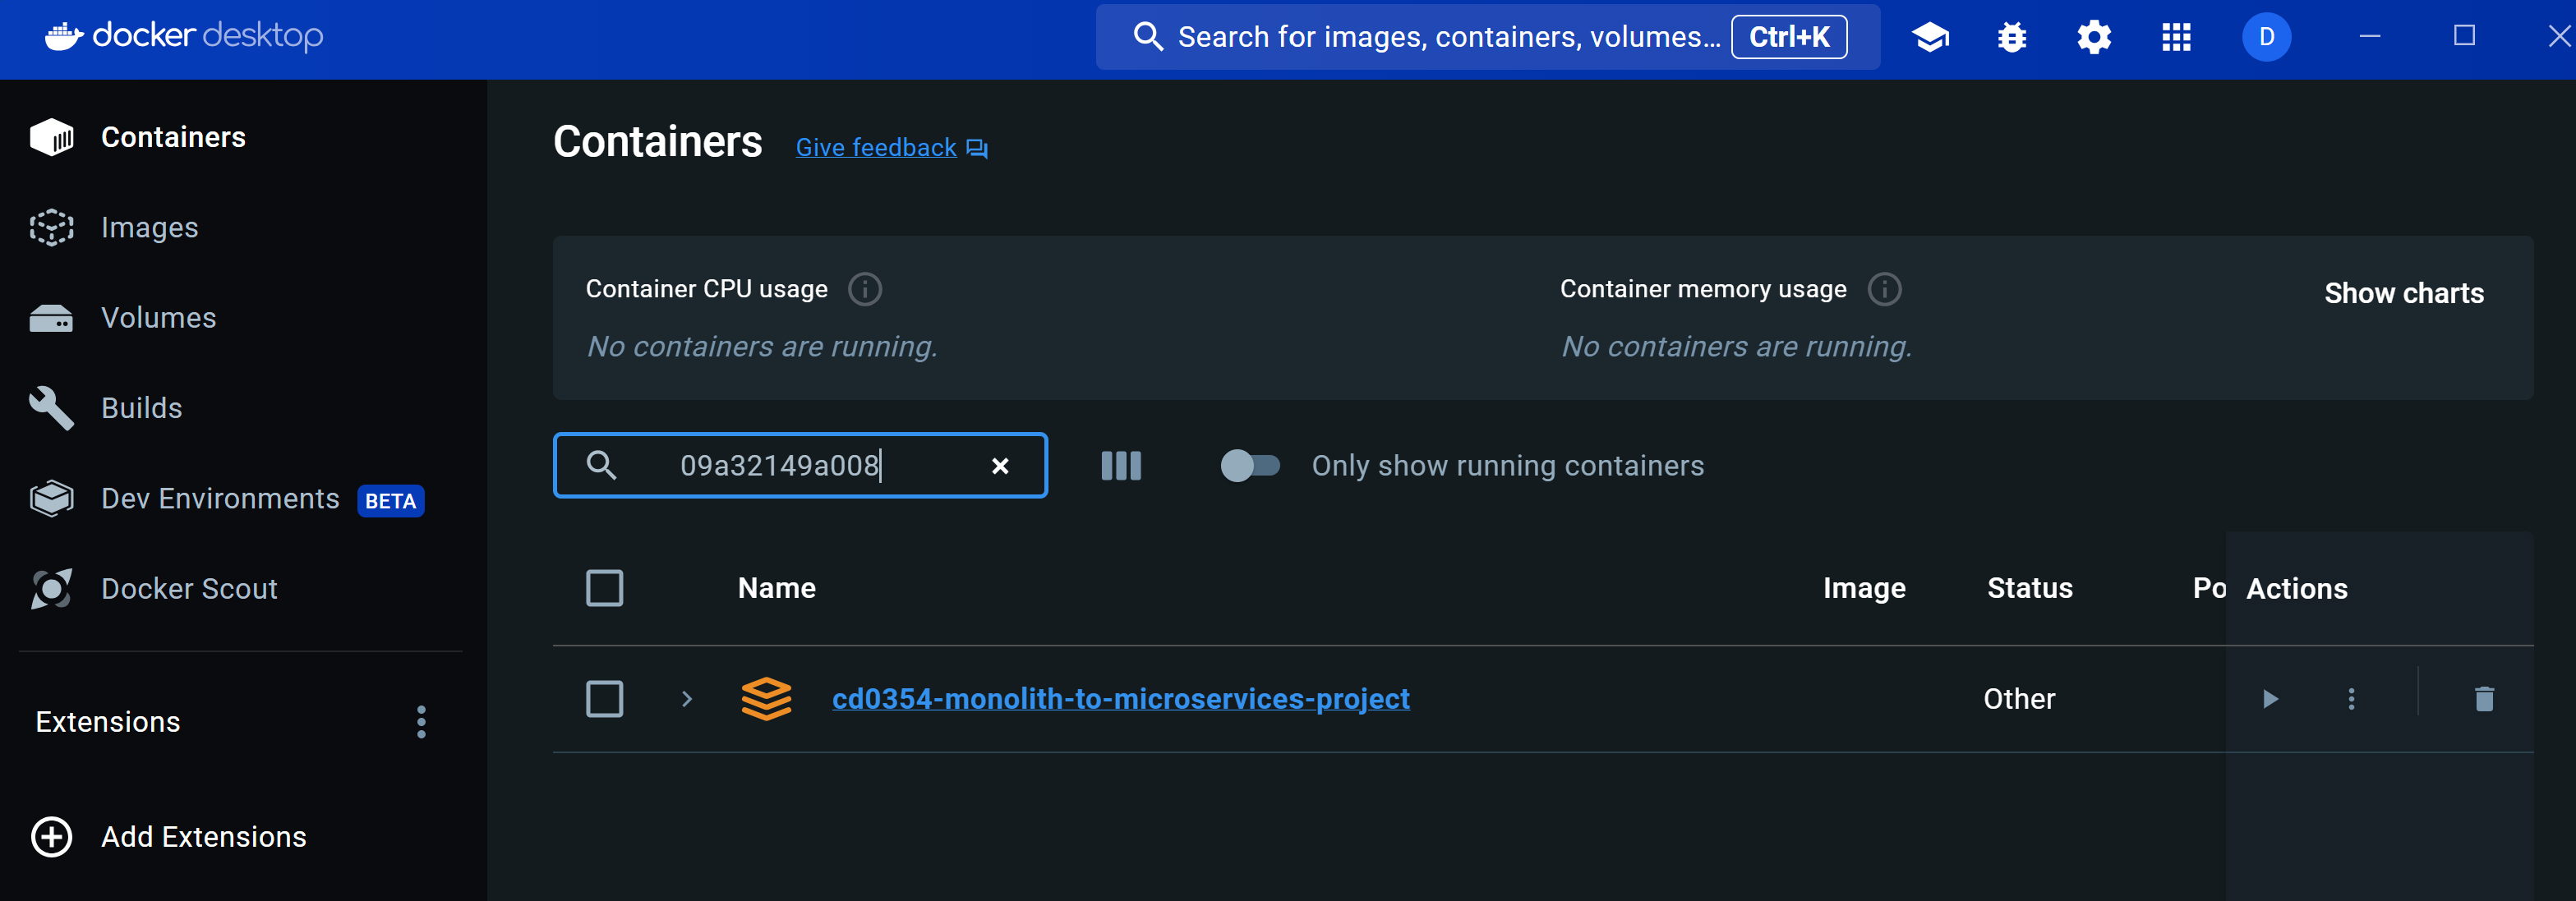 docker desktop
Search for images, containers, volumes... Ctrl+K
D
Containers
Images
Volumes
Builds
Dev Environments BETA
Docker Scout
Extensions
Add Extensions
Containers Give feedback
Container CPU usage
No containers are running.
Container memory usage
No containers are running.
Show charts
09a32149a008
Only show running containers
Name Image Status Po Actions
cd0354-monolith-to-microservices-project Other